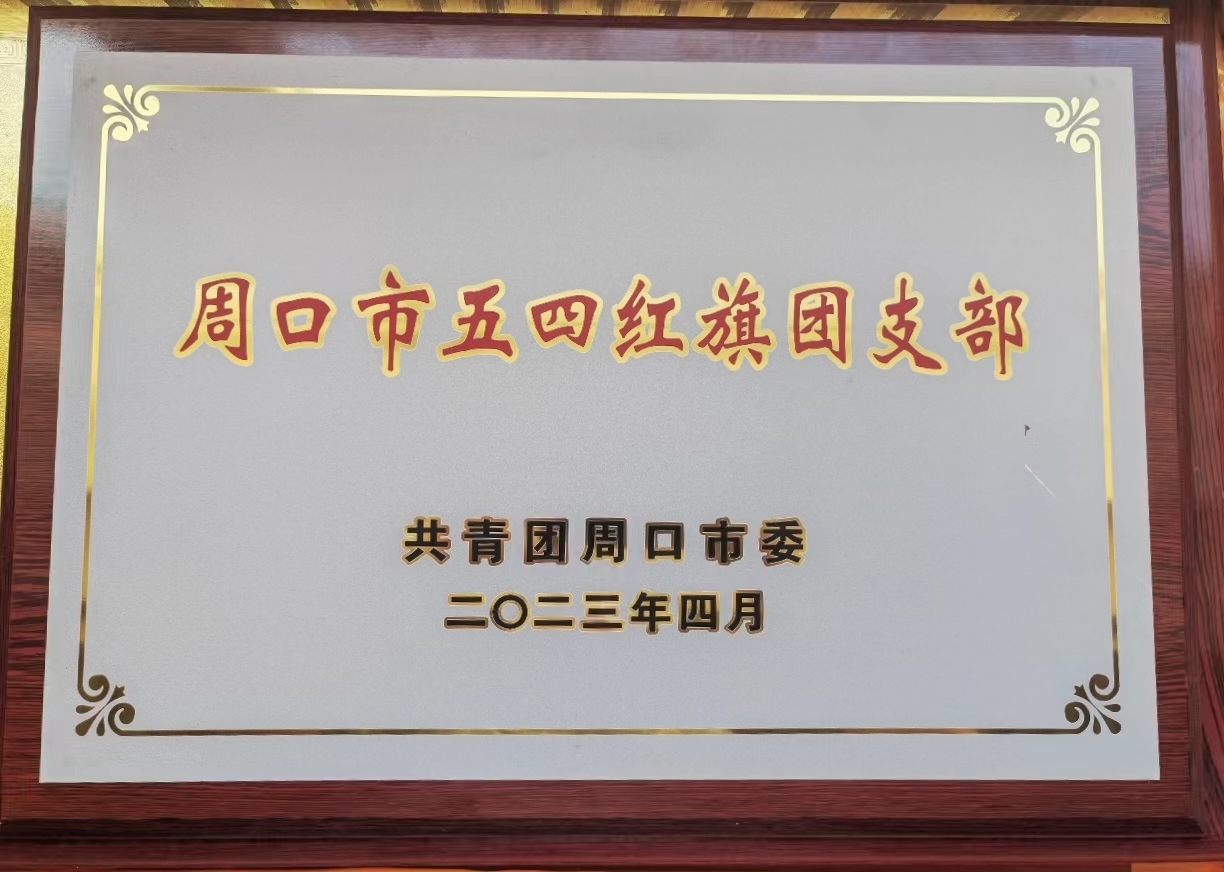 周口市五四红旗团支部
共青团周口市委
二〇二三年四月